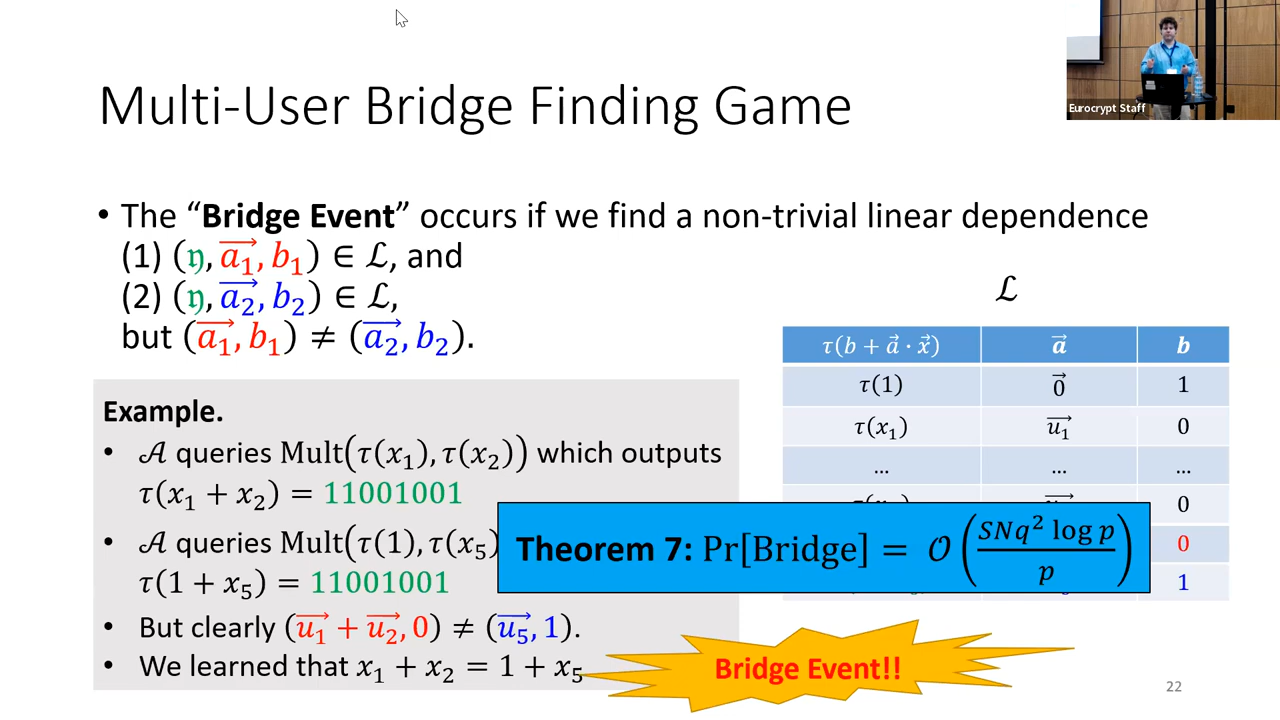 Eurocrypt Staff
Multi-User Bridge Finding Game
• The “Bridge Event” occurs if we find a non-trivial linear dependence
(1) (𝔶, a₁⃗, b₁) ∈ ℒ, and
(2) (𝔶, a₂⃗, b₂) ∈ ℒ,
but (a₁⃗, b₁) ≠ (a₂⃗, b₂).
Example.
• 𝒜 queries Mult(τ(x₁), τ(x₂)) which outputs
τ(x₁ + x₂) = 11001001
• 𝒜 queries Mult(τ(1), τ(x₅)
τ(1 + x₅) = 11001001
• But clearly (u₁⃗ + u₂⃗, 0) ≠ (u₅⃗, 1).
• We learned that x₁ + x₂ = 1 + x₅
ℒ
τ(b + a⃗ · x⃗) a⃗ b
τ(1) 0⃗ 1
τ(x₁) u₁⃗ 0
... ... ...
0
0
1
Theorem 7: Pr[Bridge] = 𝒪(SNq² log p / p)
Bridge Event!!
22